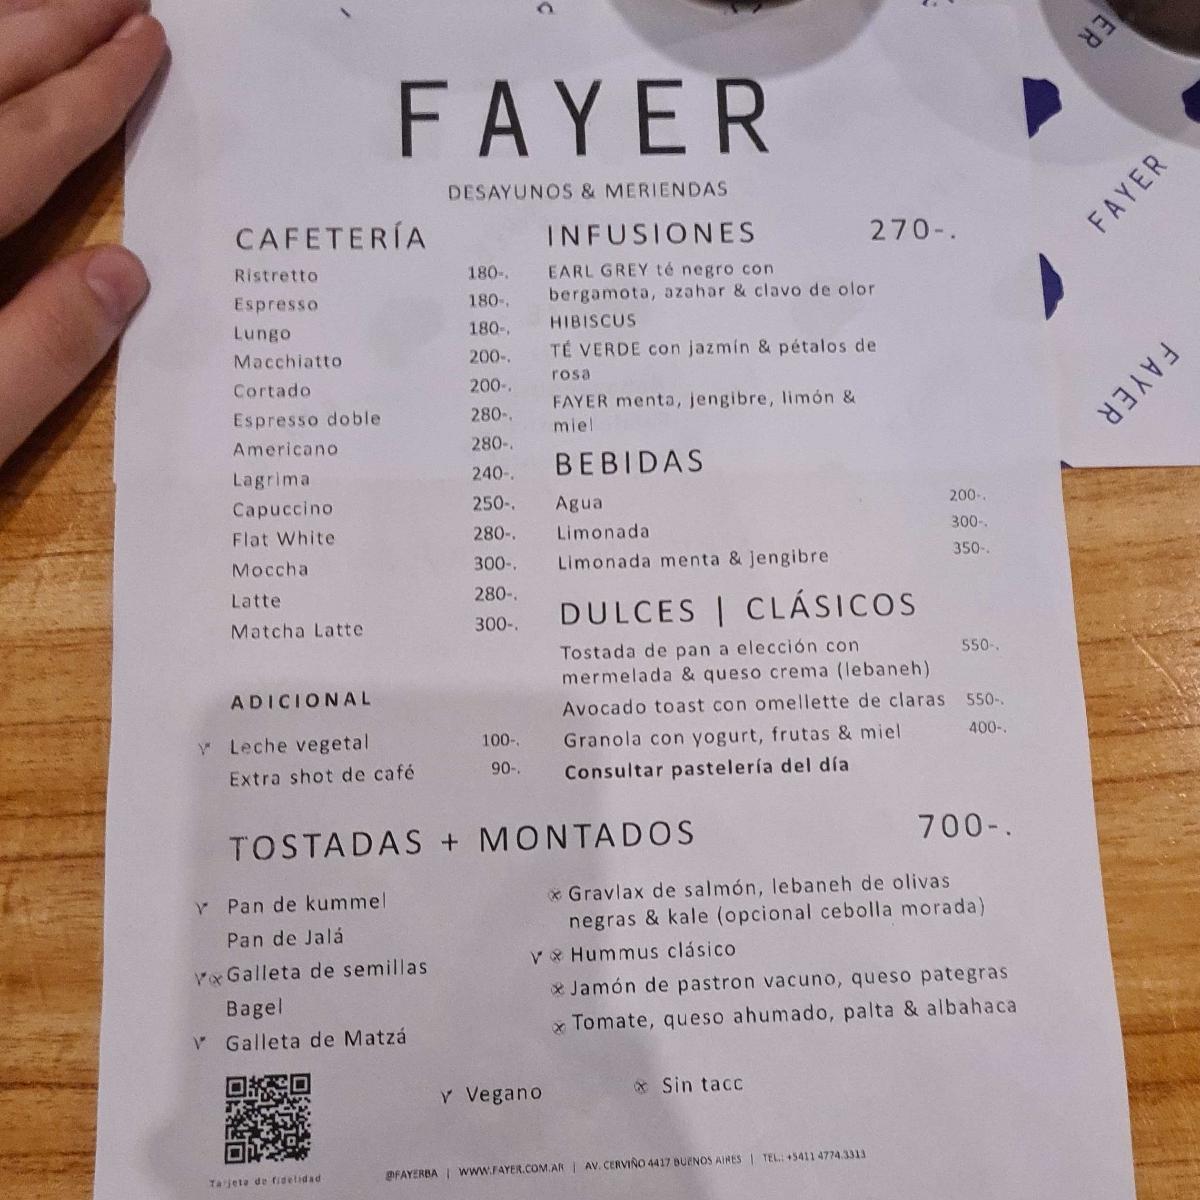 FAYER
DESAYUNOS & MERIENDAS
CAFETERÍA
Ristretto 180-.
Espresso 180-.
Lungo 180-.
Macchiatto 200-.
Cortado 200-.
Espresso doble 280-.
Americano 280-.
Lagrima 240-.
Capuccino 250-.
Flat White 280-.
Moccha 300-.
Latte 280-.
Matcha Latte 300-.
ADICIONAL
Leche vegetal 100-.
Extra shot de café 90-.
INFUSIONES 270-.
EARL GREY té negro con
bergamota, azahar & clavo de olor
HIBISCUS
TÉ VERDE con jazmín & pétalos de
rosa
FAYER menta, jengibre, limón &
miel
BEBIDAS
Agua 200-.
Limonada 300-.
Limonada menta & jengibre 350-.
DULCES | CLÁSICOS
Tostada de pan a elección con 550-.
mermelada & queso crema (lebaneh)
Avocado toast con omellette de claras 550-.
Granola con yogurt, frutas & miel 400-.
Consultar pastelería del día
TOSTADAS + MONTADOS 700-.
Pan de kummel
Pan de Jalá
Galleta de semillas
Bagel
Galleta de Matzá
Gravlax de salmón, lebaneh de olivas
negras & kale (opcional cebolla morada)
Hummus clásico
Jamón de pastron vacuno, queso pategras
Tomate, queso ahumado, palta & albahaca
Vegano
Sin tacc
Tarjeta de fidelidad
@FAYERBA | WWW.FAYER.COM.AR | AV. CERVIÑO 4417 BUENOS AIRES | TEL.: +5411 4774.3313
ER
FAYER
FAYER